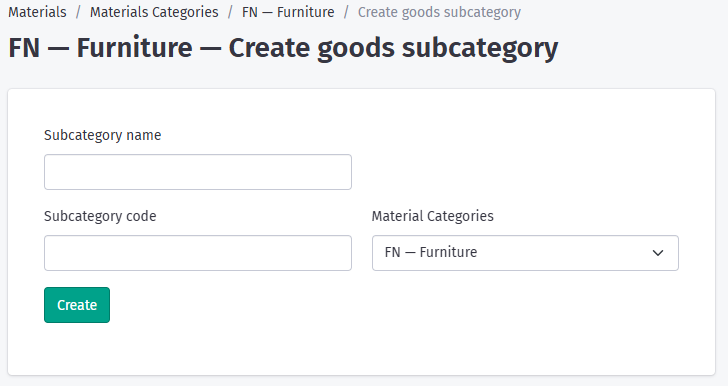 Materials / Materials Categories / FN — Furniture / Create goods subcategory
FN — Furniture — Create goods subcategory
Subcategory name
Subcategory code
Material Categories
FN — Furniture
Create